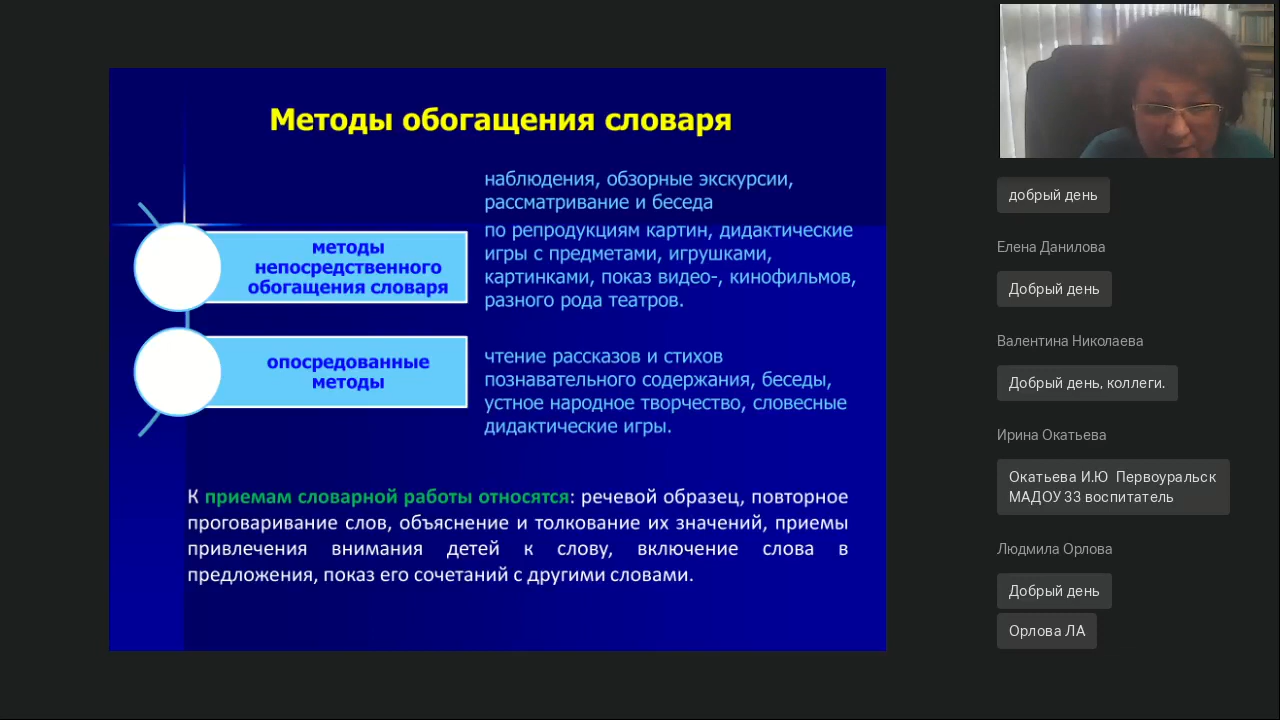 Методы обогащения словаря
наблюдения, обзорные экскурсии,
рассматривание и беседа
по репродукциям картин, дидактические
игры с предметами, игрушками,
картинками, показ видео-, кинофильмов,
разного рода театров.
методы
непосредственного
обогащения словаря
опосредованные
методы
чтение рассказов и стихов
познавательного содержания, беседы,
устное народное творчество, словесные
дидактические игры.
К приемам словарной работы относятся: речевой образец, повторное
проговаривание слов, объяснение и толкование их значений, приемы
привлечения внимания детей к слову, включение слова в
предложения, показ его сочетаний с другими словами.
добрый день
Елена Данилова
Добрый день
Валентина Николаева
Добрый день, коллеги.
Ирина Окатьева
Окатьева И.Ю Первоуральск
МАДОУ 33 воспитатель
Людмила Орлова
Добрый день
Орлова ЛА